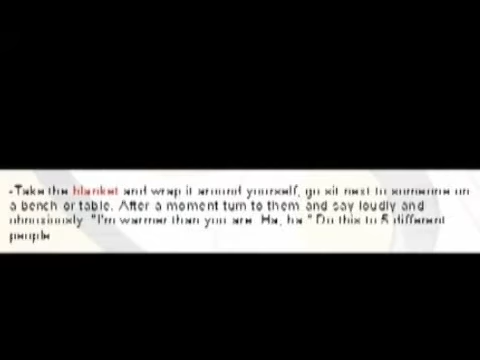 -Take the blanket and wrap it around yourself, go sit next to someone on
a bench or table. After a moment turn to them and say loudly and
obnoxiously "I'm warmer than you are. Ha, ha." Do this to 5 different
people